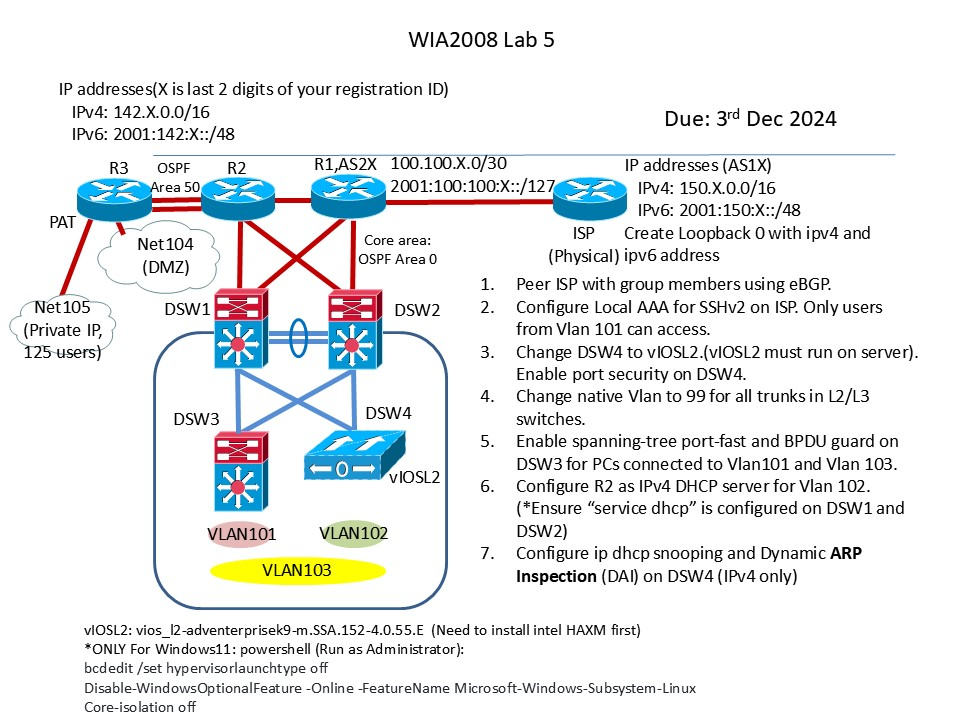 WIA2008 Lab 5
IP addresses(X is last 2 digits of your registration ID)
IPv4: 142.X.0.0/16
IPv6: 2001:142:X::/48
Due: 3rd Dec 2024
R3
OSPF
Area 50
R2
R1,AS2X
100.100.X.0/30
2001:100:100:X::/127
IP addresses (AS1X)
IPv4: 150.X.0.0/16
IPv6: 2001:150:X::/48
Create Loopback 0 with ipv4 and
ipv6 address
ISP
(Physical)
PAT
Net104
(DMZ)
Core area:
OSPF Area 0
Net105
(Private IP,
125 users)
DSW1
DSW2
DSW3
DSW4
vIOSL2
VLAN101
VLAN102
VLAN103
1. Peer ISP with group members using eBGP.
2. Configure Local AAA for SSHv2 on ISP. Only users
from Vlan 101 can access.
3. Change DSW4 to vIOSL2.(vIOSL2 must run on server).
Enable port security on DSW4.
4. Change native Vlan to 99 for all trunks in L2/L3
switches.
5. Enable spanning-tree port-fast and BPDU guard on
DSW3 for PCs connected to Vlan101 and Vlan 103.
6. Configure R2 as IPv4 DHCP server for Vlan 102.
(*Ensure “service dhcp” is configured on DSW1 and
DSW2)
7. Configure ip dhcp snooping and Dynamic ARP
Inspection (DAI) on DSW4 (IPv4 only)
vIOSL2: vios_l2-adventerprisek9-m.SSA.152-4.0.55.E (Need to install intel HAXM first)
*ONLY For Windows11: powershell (Run as Administrator):
bcdedit /set hypervisorlaunchtype off
Disable-WindowsOptionalFeature -Online -FeatureName Microsoft-Windows-Subsystem-Linux
Core-isolation off